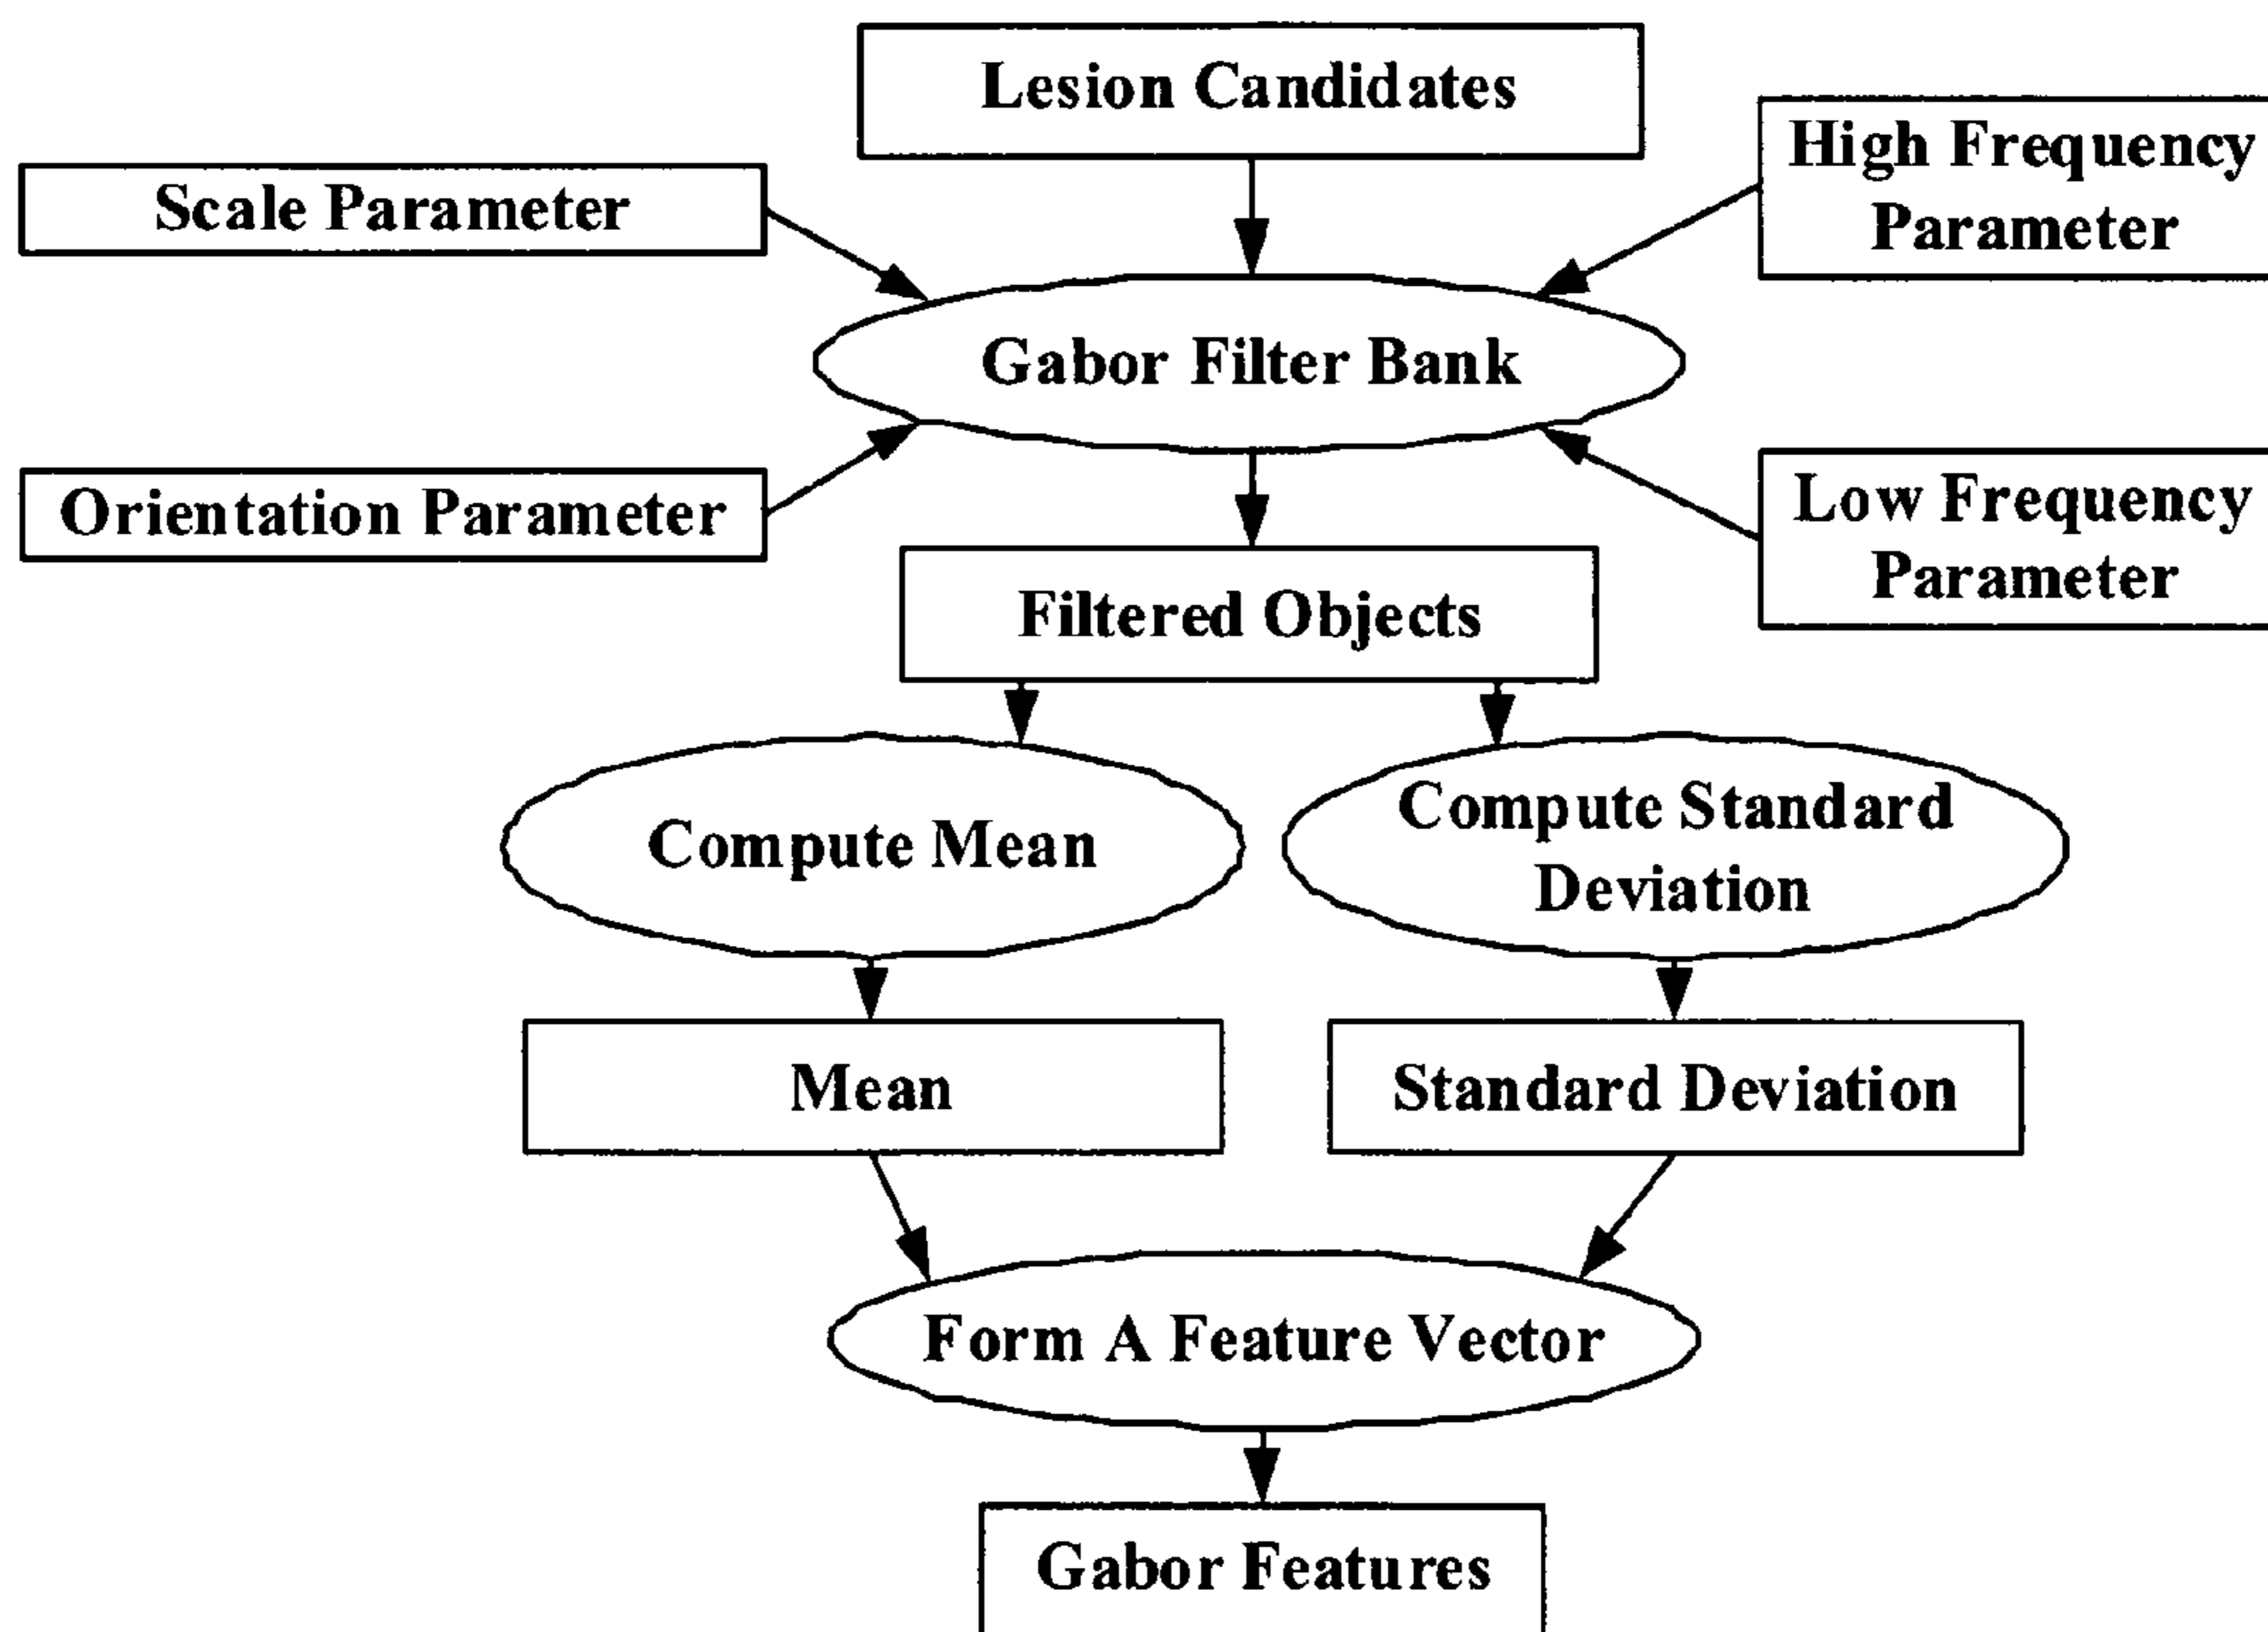 Lesion Candidates
High Frequency
Parameter
Scale Parameter
Gabor Filter Bank
Orientation Parameter
Low Frequency
Parameter
Filtered Objects
Compute Mean
Compute Standard
Deviation
Mean
Standard Deviation
Form A Feature Vector
Gabor Features